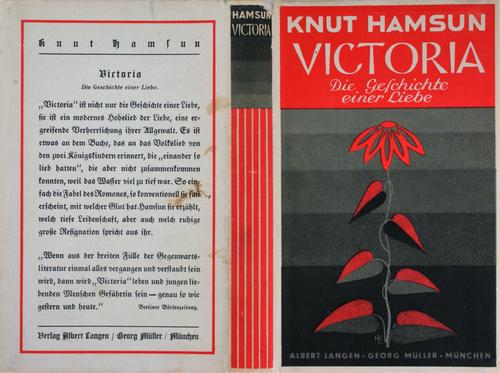 Knut Hamsun
Victoria
Die Geschichte einer Liebe.
„Victoria" ist nicht nur die Geschichte einer Liebe,
sie ist ein modernes Hohelied der Liebe, eine er-
greifende Verherrlichung ihrer Allgewalt. Es ist
etwas an dem Buche, das an das Volkslied von
den zwei Königskindern erinnert, die „einander so
lieb hatten", die aber nicht zusammenkommen
konnten, weil das Wasser viel zu tief war. So ein-
fach die Fabel des Romanes, so konventionell sie fast
erscheint, mit welcher Glut hat Hamsun sie erzählt,
welch tiefe Leidenschaft, aber auch welch ruhige
große Resignation spricht aus ihr.
„Wenn aus der breiten Fülle der Gegenwarts-
literatur einmal alles vergangen und verstaubt sein
wird, dann wird „Victoria" leben und jungen lie-
benden Menschen Gefährtin sein — genau so wie
gestern und heute."
Berliner Börsenzeitung.
Verlag Albert Langen / Georg Müller / München
HAMSUN
VICTORIA
KNUT HAMSUN
VICTORIA
Die Geschichte
einer Liebe
ALBERT LANGEN - GEORG MÜLLER - MÜNCHEN